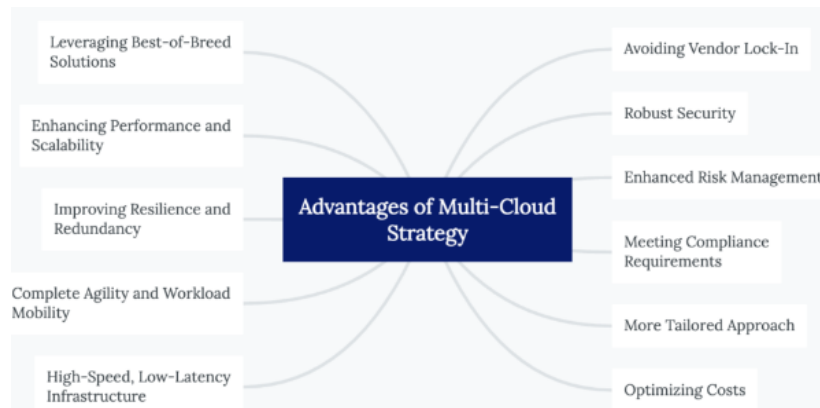 Leveraging Best-of-Breed
Solutions
Enhancing Performance and
Scalability
Improving Resilience and
Redundancy
Complete Agility and Workload
Mobility
High-Speed, Low-Latency
Infrastructure
Advantages of Multi-Cloud
Strategy
Avoiding Vendor Lock-In
Robust Security
Enhanced Risk Management
Meeting Compliance
Requirements
More Tailored Approach
Optimizing Costs